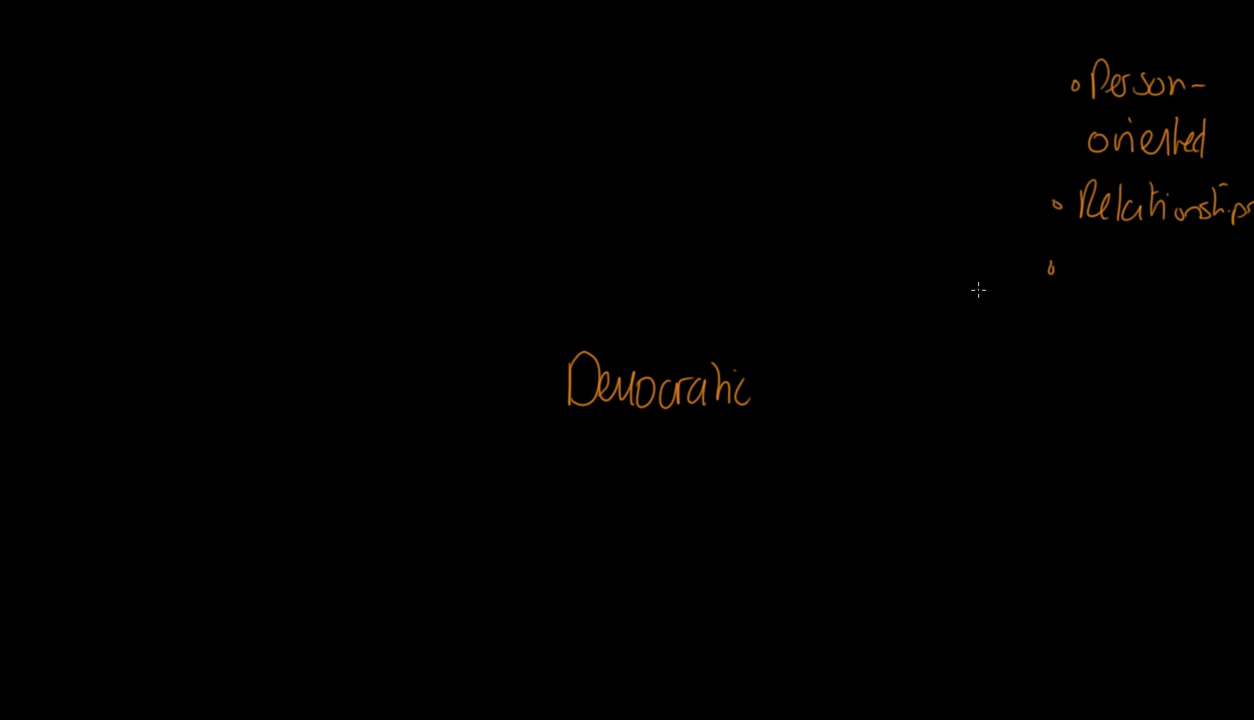 • Person-
oriented
• Relationships
•
Democratic